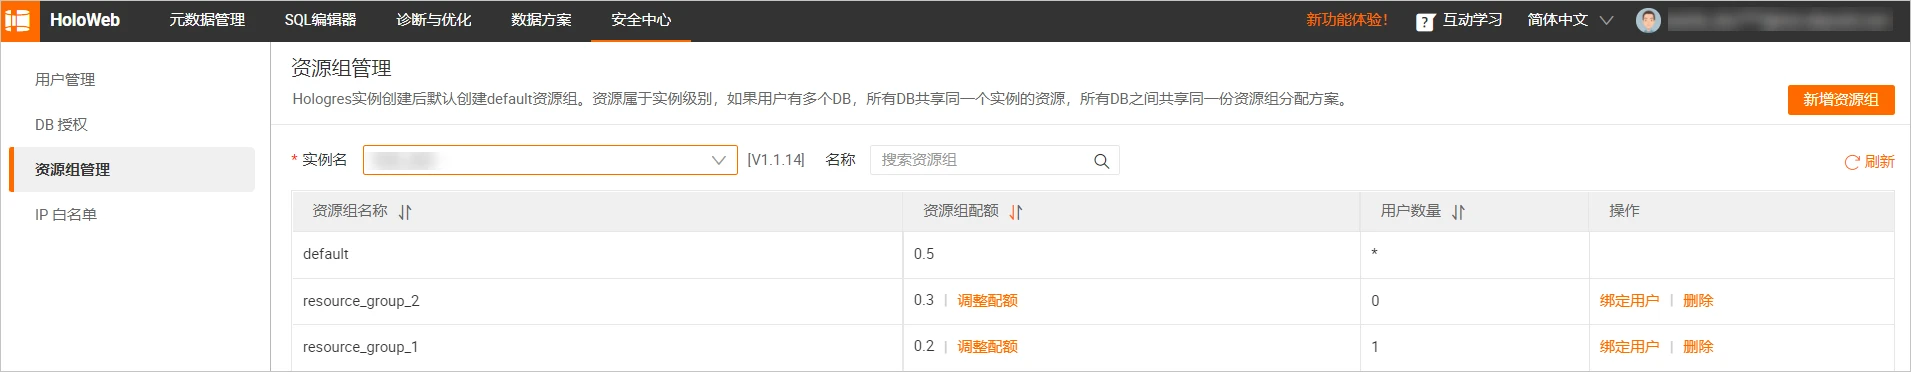 HoloWeb 元数据管理 SQL编辑器 诊断与优化 数据方案 安全中心 新功能体验! ? 互动学习 简体中文
用户管理
DB 授权
资源组管理
IP 白名单
资源组管理
Hologres实例创建后默认创建default资源组。资源属于实例级别，如果用户有多个DB，所有DB共享同一个实例的资源，所有DB之间共享同一份资源组分配方案。
新增资源组
* 实例名 [V1.1.14] 名称 搜索资源组 刷新
资源组名称 资源组配额 用户数量 操作
default 0.5 *
resource_group_2 0.3 | 调整配额 0 绑定用户 | 删除
resource_group_1 0.2 | 调整配额 1 绑定用户 | 删除